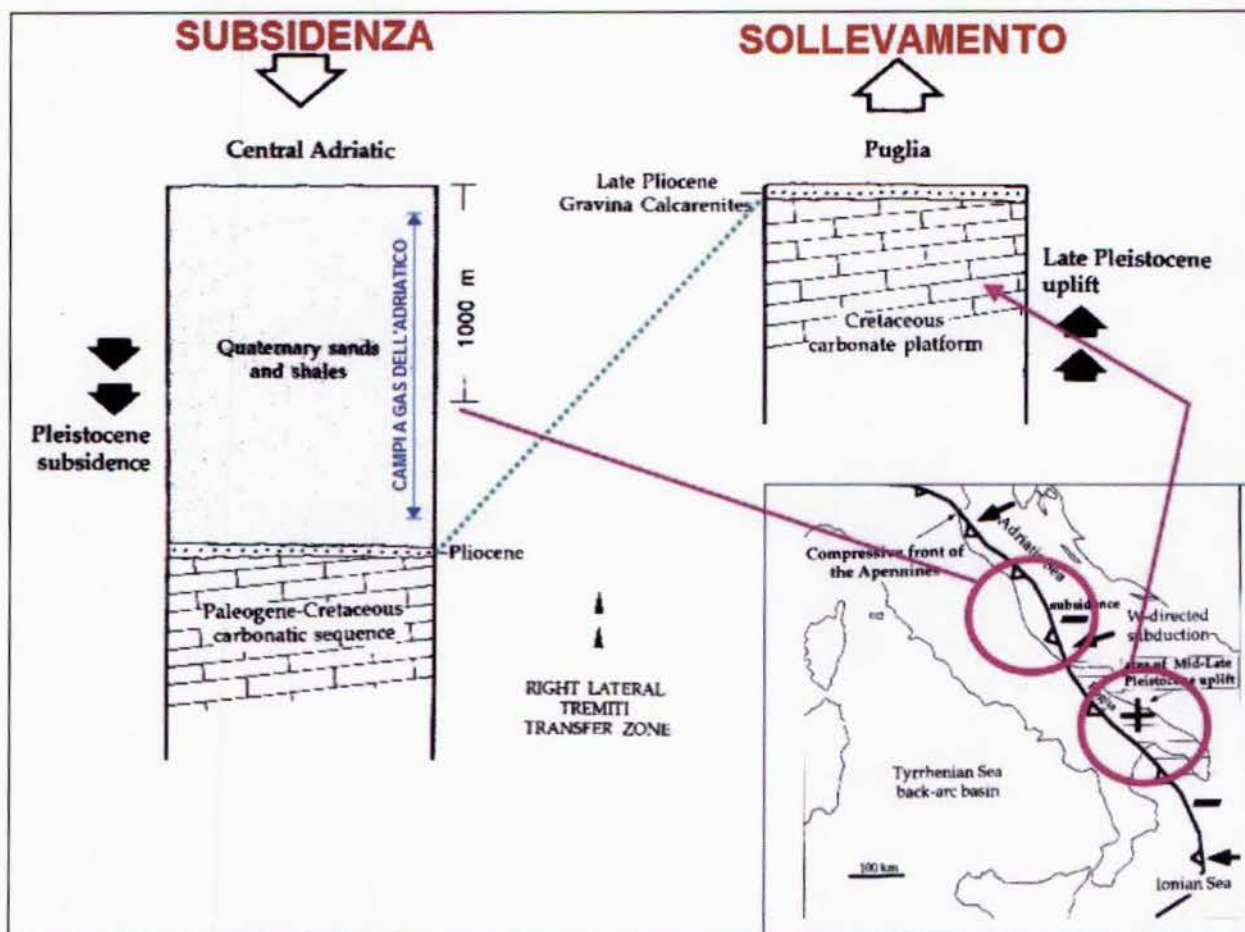 SUBSIDENZA
Central Adriatic
1000 m
CAMPI A GAS DELL'ADRIATICO
Quaternary sands
and shales
Pleistocene
subsidence
Pliocene
Paleogene-Cretaceous
carbonatic sequence
RIGHT LATERAL
TREMITI
TRANSFER ZONE
SOLLEVAMENTO
Puglia
Late Pliocene
Gravina Calcarenites
Late Pleistocene
uplift
Cretaceous
carbonate platform
Adriatic Sea
Compressive front of
the Apennines
subsidence
W-directed
subduction
area of Mid-Late
Pleistocene uplift
Puglia
Tyrrhenian Sea
back-arc basin
100 km
Ionian Sea